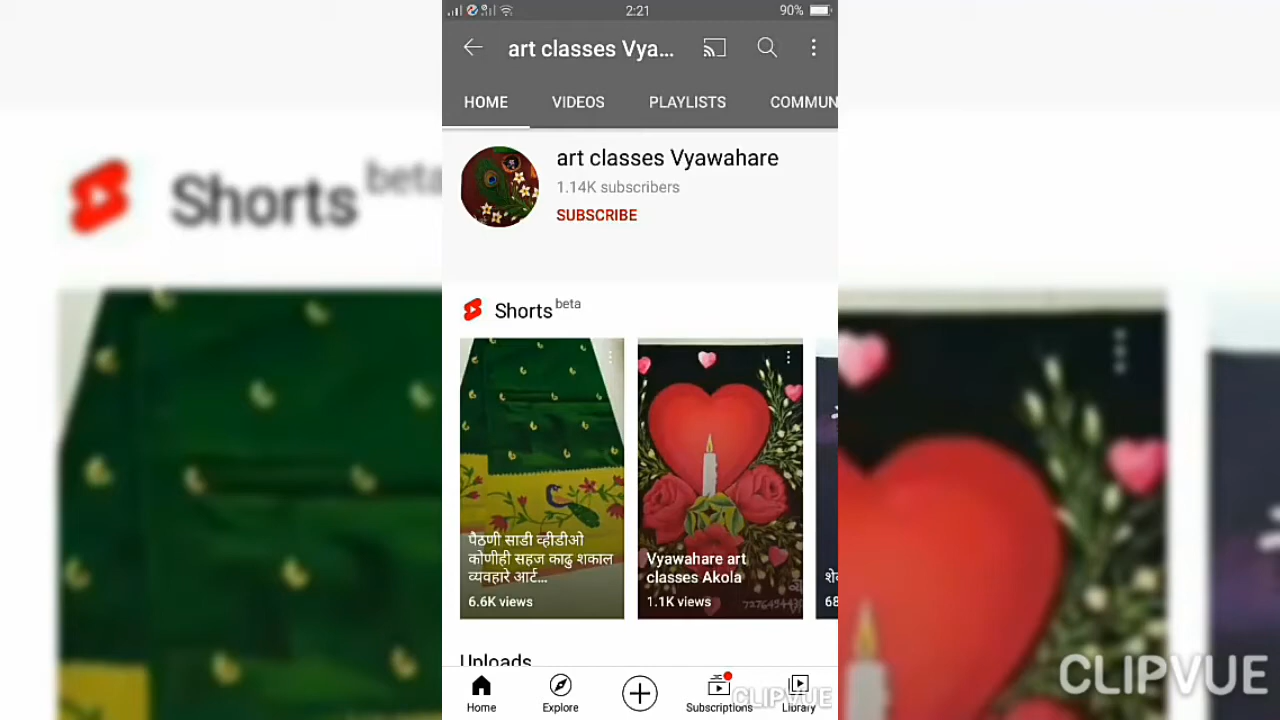 2:21
90%
art classes Vya...
HOME
VIDEOS
PLAYLISTS
COMMUN
art classes Vyawahare
1.14K subscribers
SUBSCRIBE
Shorts beta
Shorts beta
पैठणी साडी व्हीडीओ
कोणीही सहज काढु शकाल
व्यवहारे आर्ट...
6.6K views
Vyawahare art
classes Akola
1.1K views
शे
68
Uploads
Home
Explore
Subscriptions
Library
CLIPVUE
CLIPVUE